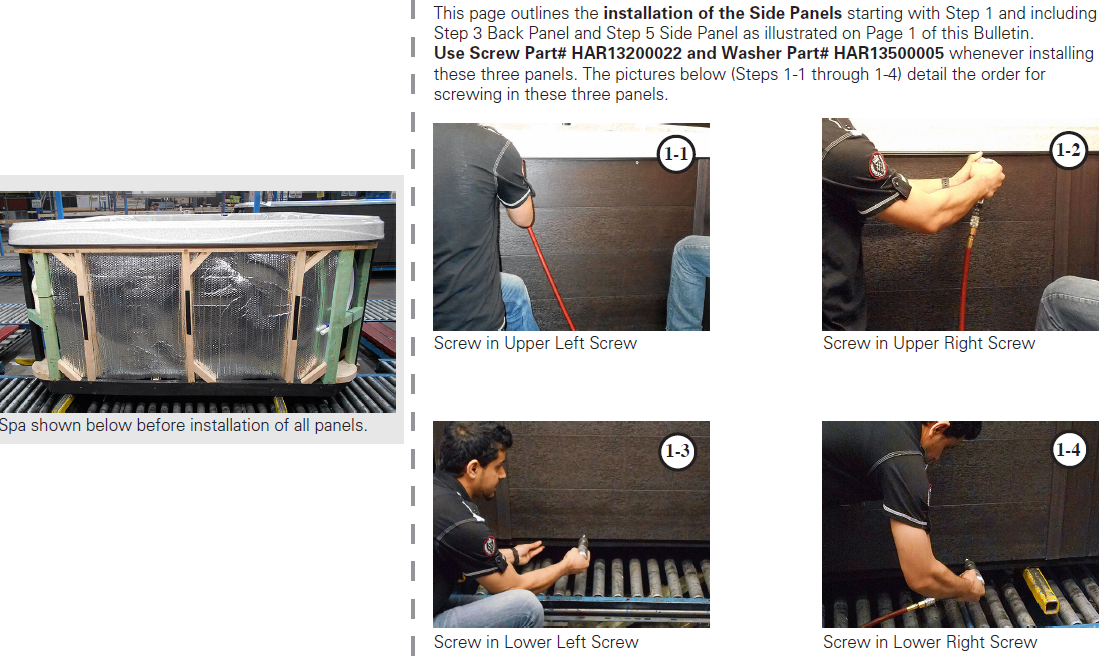 This page outlines the installation of the Side Panels starting with Step 1 and including
Step 3 Back Panel and Step 5 Side Panel as illustrated on Page 1 of this Bulletin.
Use Screw Part# HAR13200022 and Washer Part# HAR13500005 whenever installing
these three panels. The pictures below (Steps 1-1 through 1-4) detail the order for
screwing in these three panels.
1-1
1-2
Screw in Upper Left Screw
Screw in Upper Right Screw
Spa shown below before installation of all panels.
1-3
1-4
Screw in Lower Left Screw
Screw in Lower Right Screw